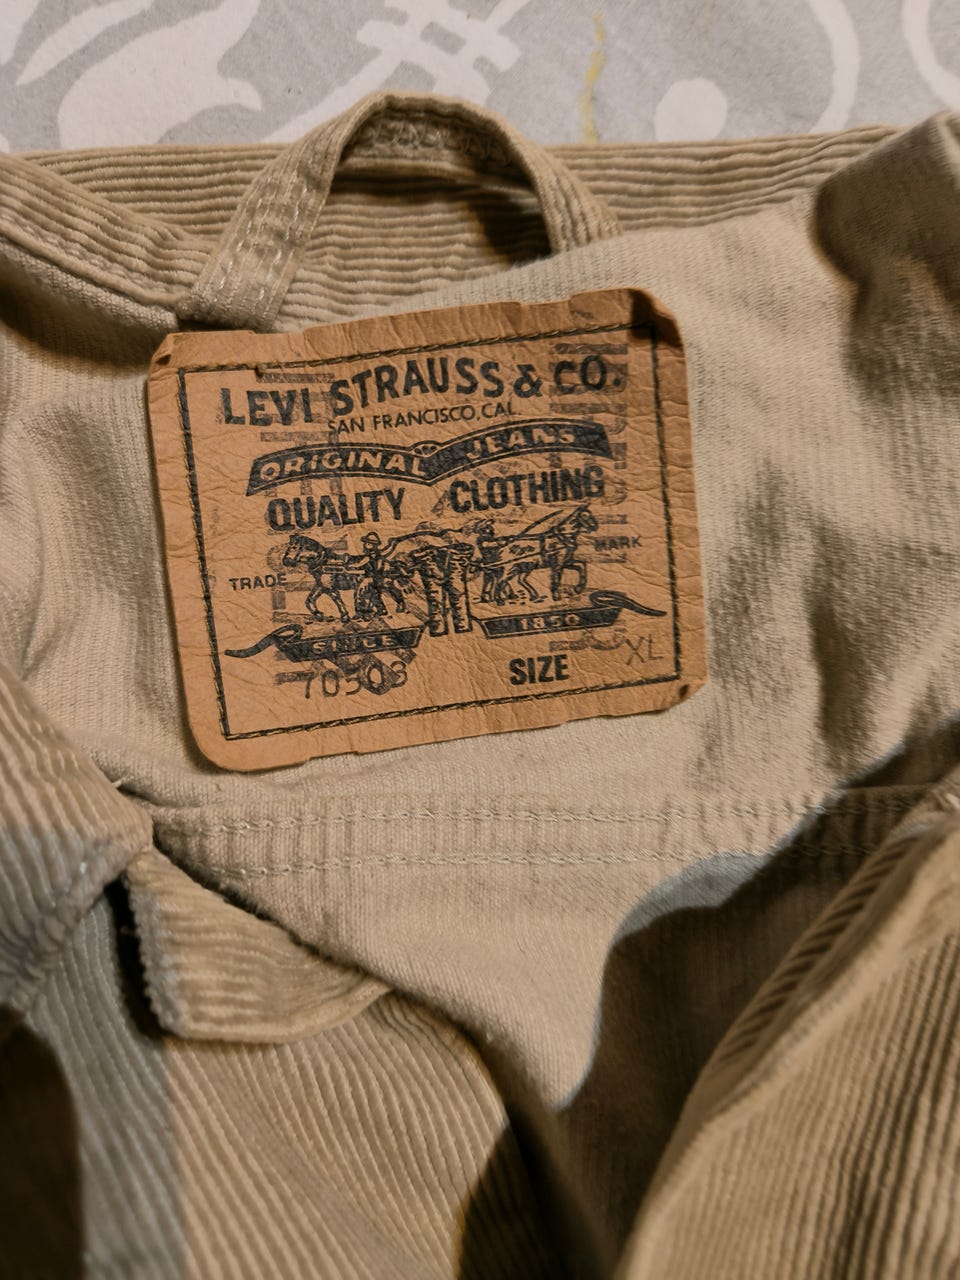 LEVI STRAUSS & CO.
SAN FRANCISCO, CAL.
ORIGINAL JEANS
QUALITY CLOTHING
TRADE MARK
SINCE 1850
70503 SIZE XL